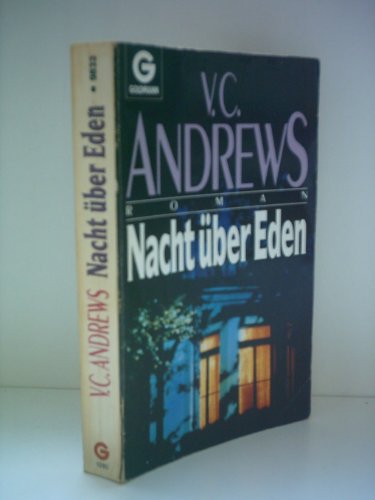 G
GOLDMANN
V.C.
ANDREWS
ROMAN
Nacht über Eden
V.C. ANDREWS Nacht über Eden
G